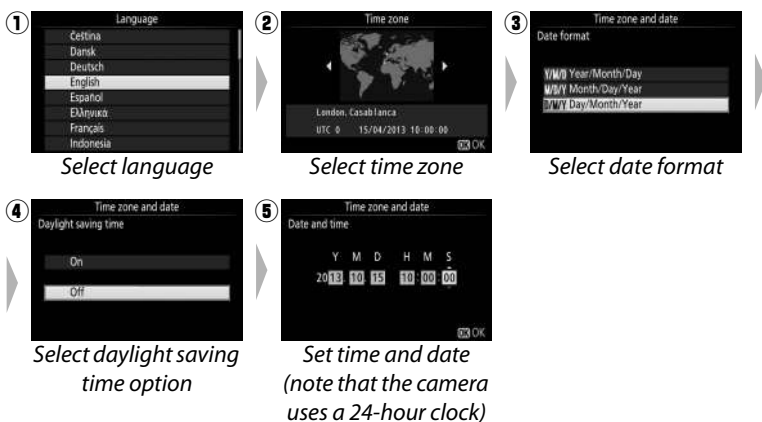 ① Language
Čeština
Dansk
Deutsch
English
Español
Ελληνικά
Français
Indonesia
Select language
② Time zone
London, Casablanca
UTC 0 15/04/2013 10:00:00
OK OK
Select time zone
③ Time zone and date
Date format
Y/M/D Year/Month/Day
M/D/Y Month/Day/Year
D/M/Y Day/Month/Year
Select date format
④ Time zone and date
Daylight saving time
On
Off
Select daylight saving
time option
⑤ Time zone and date
Date and time
Y M D H M S
2013. 10. 15 10:00:00
OK OK
Set time and date
(note that the camera
uses a 24-hour clock)